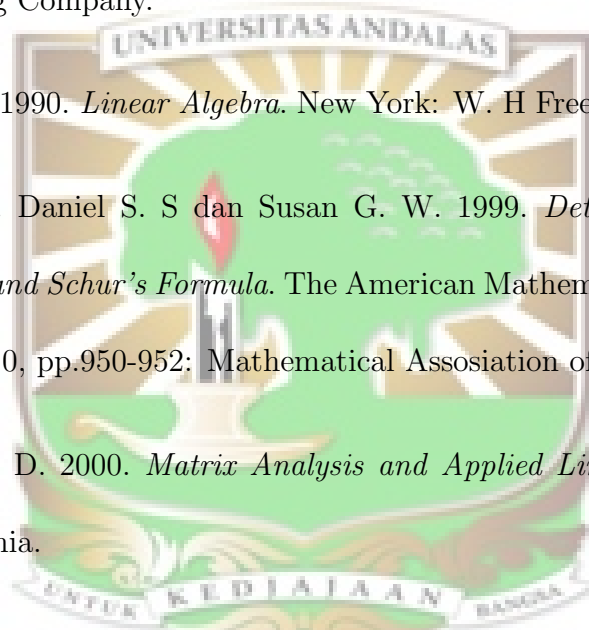 g Company.
UNIVERSITAS ANDALAS
1990. Linear Algebra. New York: W. H Free
Daniel S. S dan Susan G. W. 1999. Det
und Schur's Formula. The American Mathem
0, pp.950-952: Mathematical Assosiation of
D. 2000. Matrix Analysis and Applied Li
nia.
UNTUK KEDJAJAAN BANGSA